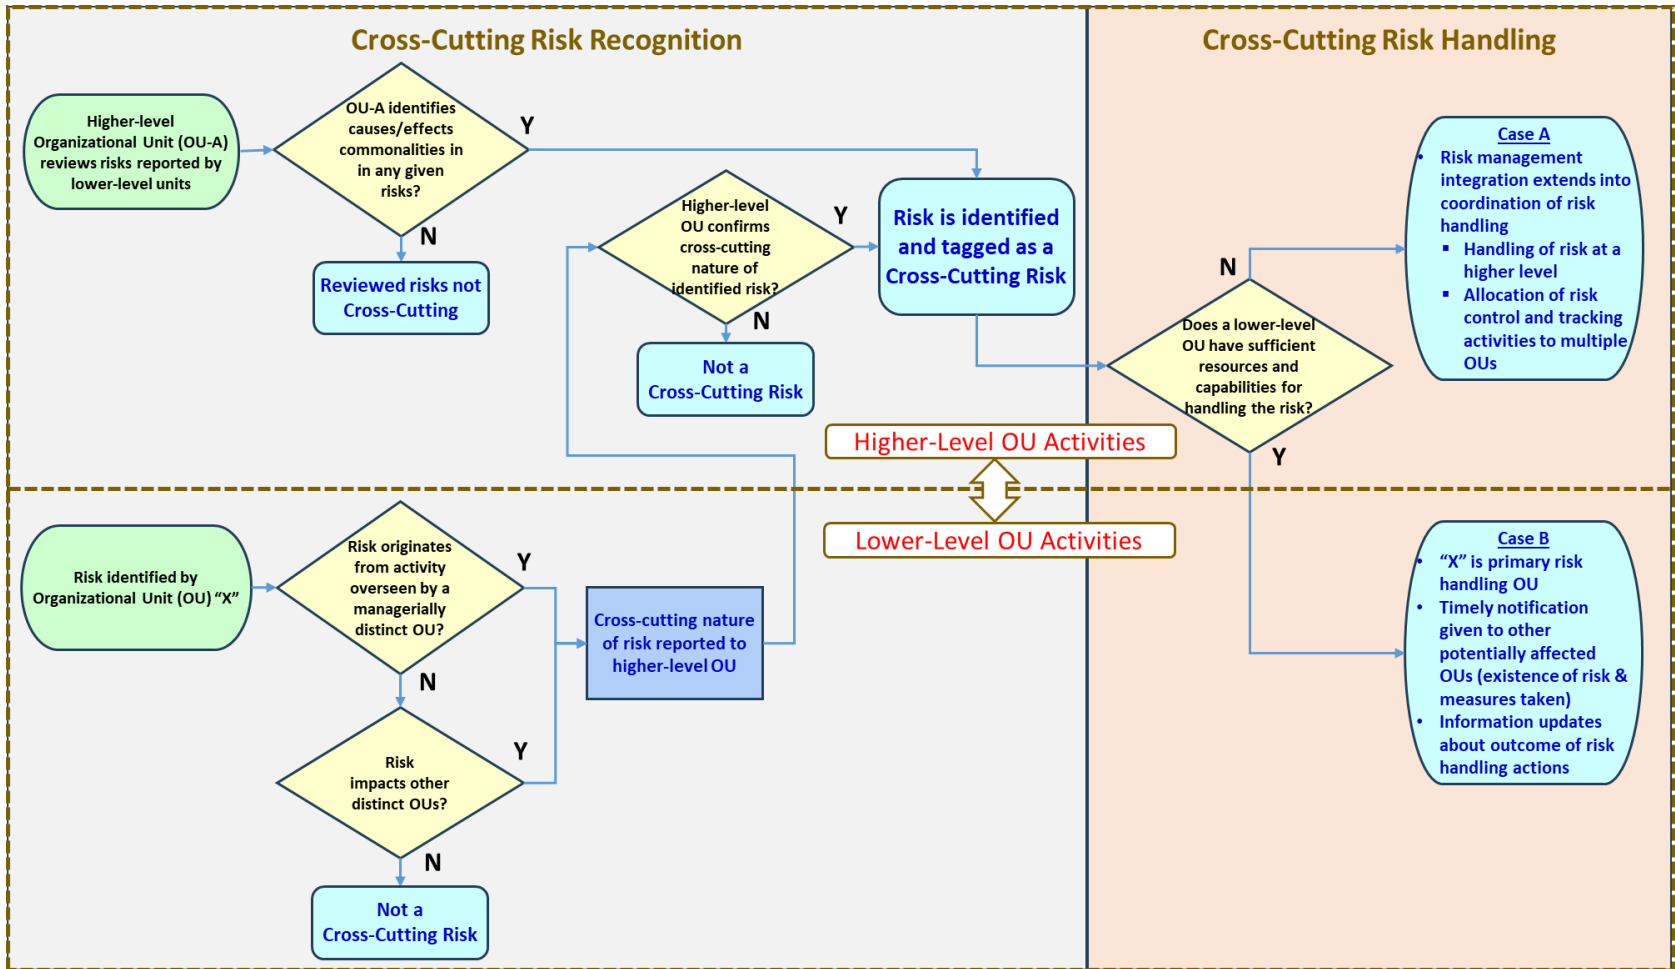 Cross-Cutting Risk Recognition
Cross-Cutting Risk Handling
Higher-level
Organizational Unit (OU-A)
reviews risks reported by
lower-level units
OU-A identifies
causes/effects
commonalities in
in any given
risks?
Y
N
Reviewed risks not
Cross-Cutting
Higher-level
OU confirms
cross-cutting
nature of
identified risk?
Y
N
Not a
Cross-Cutting Risk
Risk is identified
and tagged as a
Cross-Cutting Risk
Does a lower-level
OU have sufficient
resources and
capabilities for
handling the risk?
N
Y
Case A
• Risk management
integration extends into
coordination of risk
handling
▪ Handling of risk at a
higher level
▪ Allocation of risk
control and tracking
activities to multiple
OUs
Higher-Level OU Activities
Lower-Level OU Activities
Risk identified by
Organizational Unit (OU) “X”
Risk originates
from activity
overseen by a
managerially
distinct OU?
Y
N
Risk
impacts other
distinct OUs?
Y
N
Not a
Cross-Cutting Risk
Cross-cutting nature
of risk reported to
higher-level OU
Case B
• “X” is primary risk
handling OU
• Timely notification
given to other
potentially affected
OUs (existence of risk &
measures taken)
• Information updates
about outcome of risk
handling actions